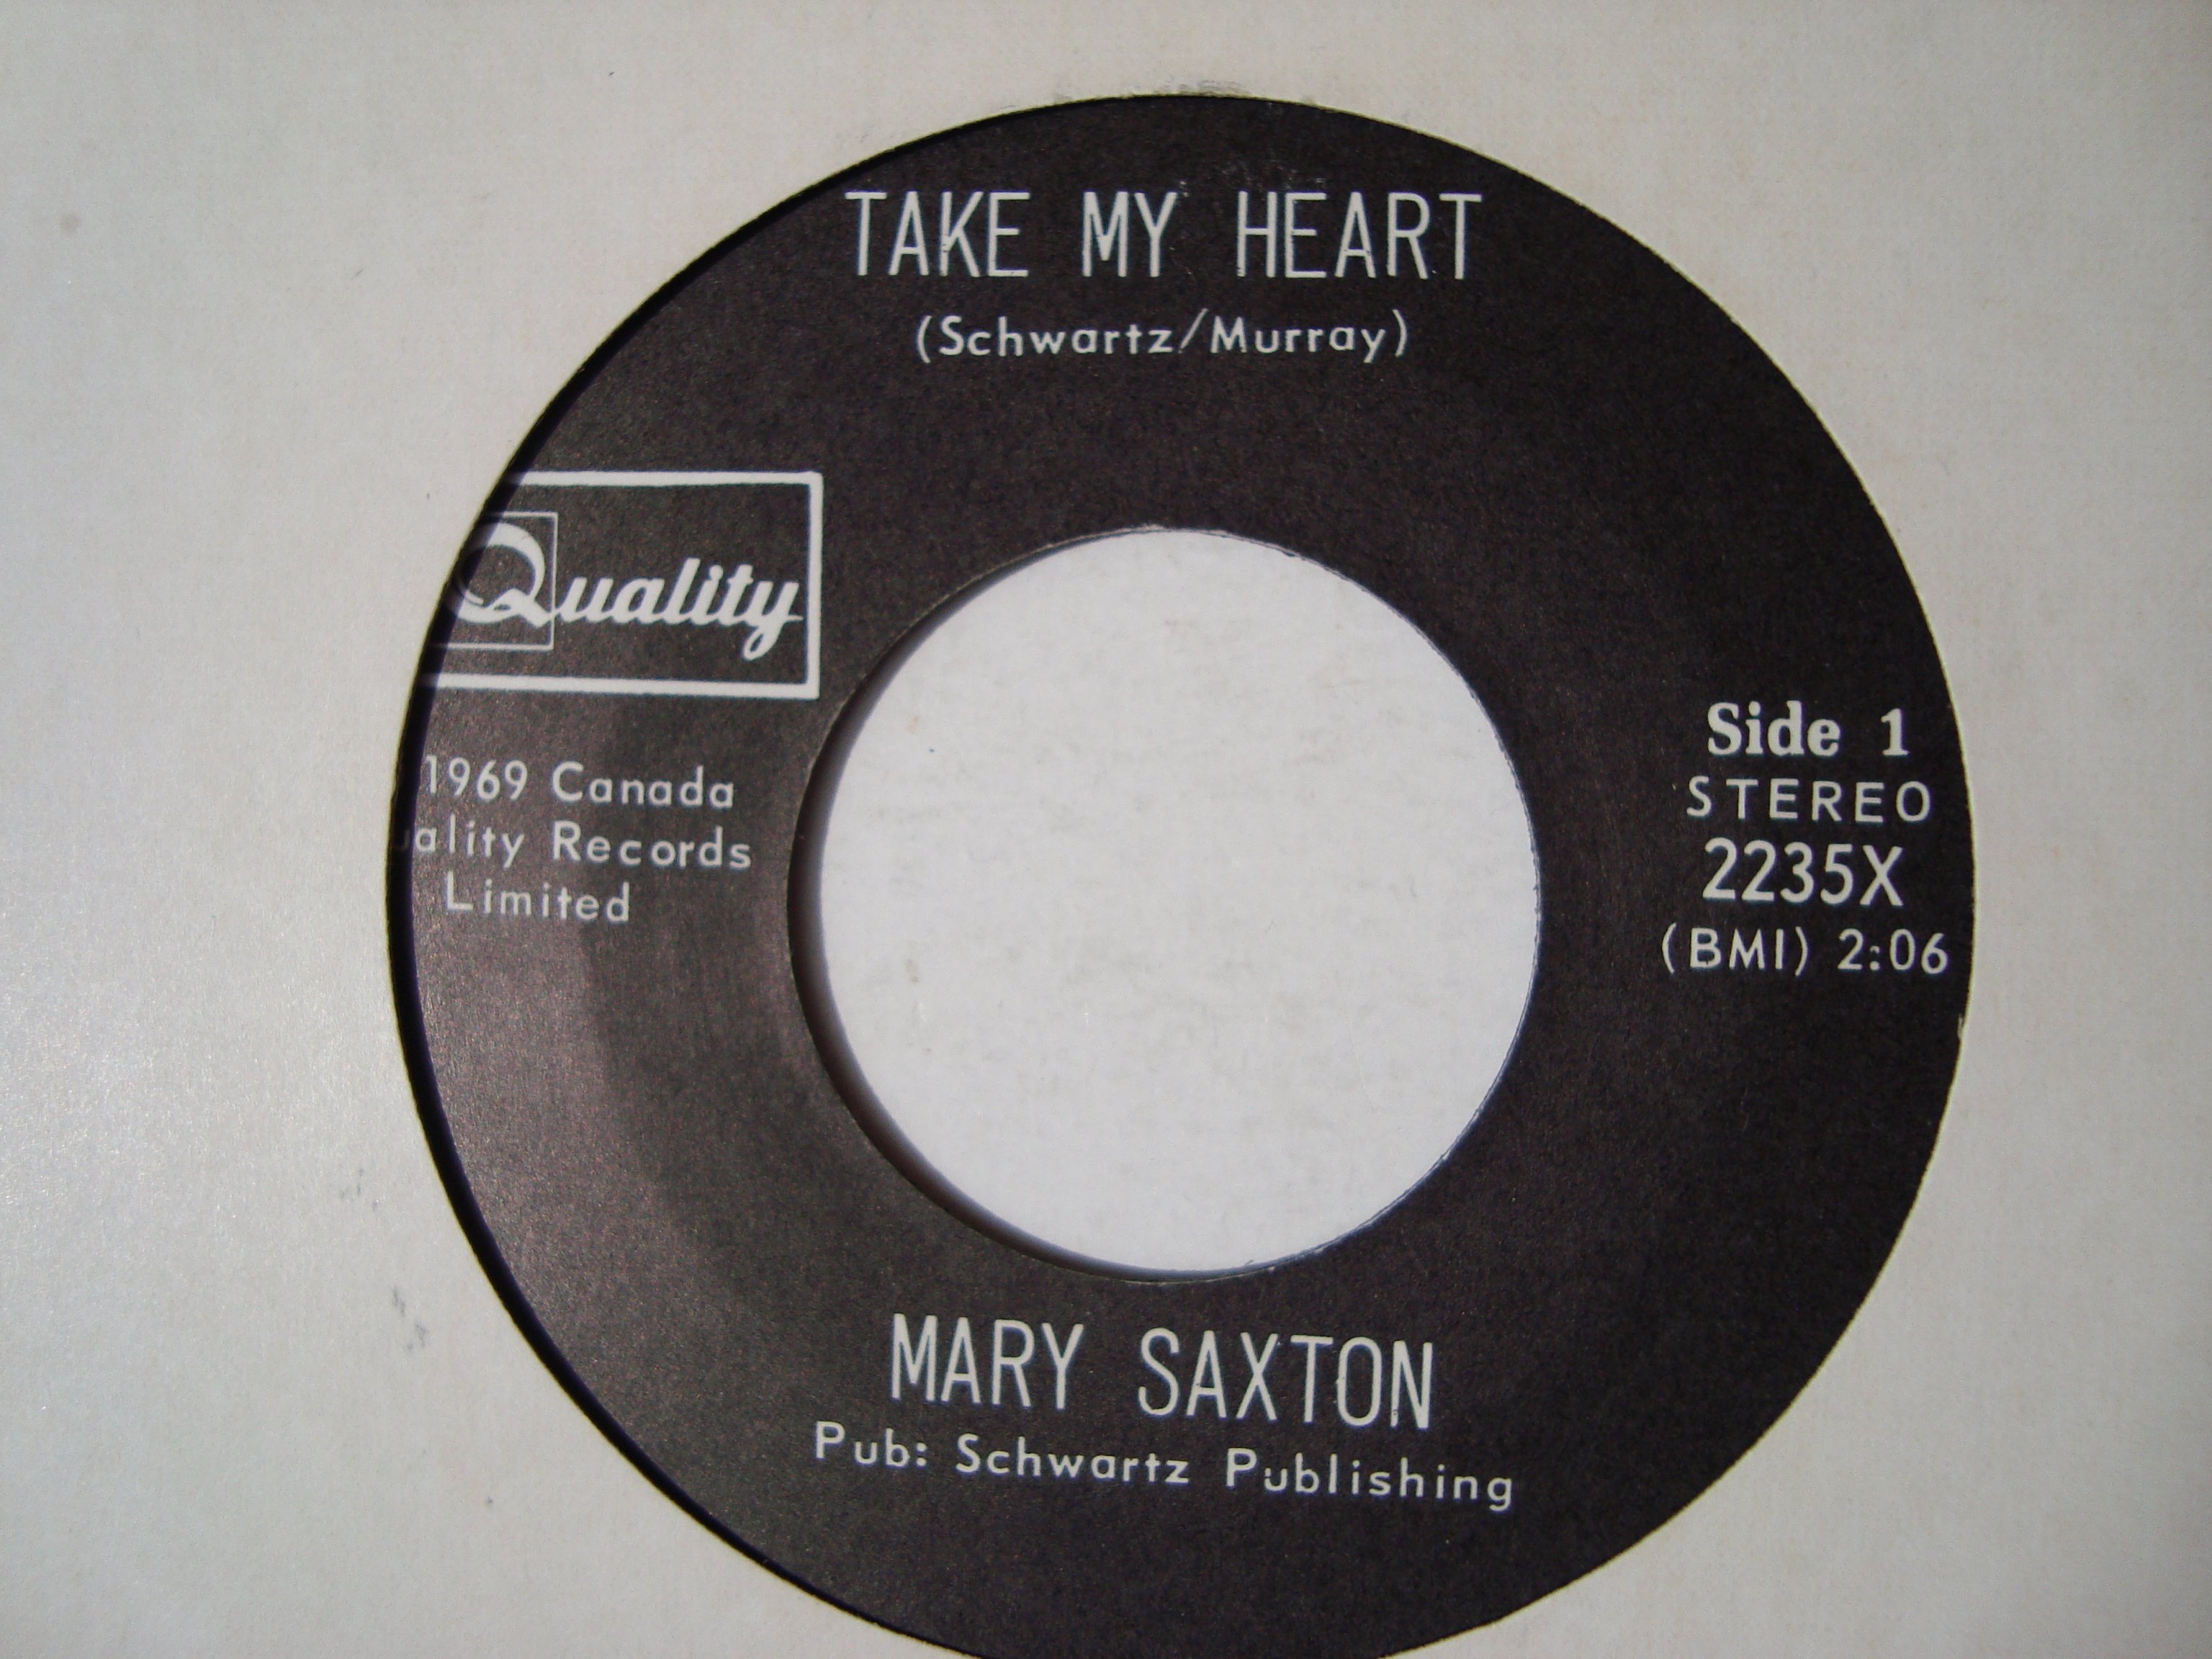 TAKE MY HEART
(Schwartz/Murray)
Quality
1969 Canada
Records
Limited
Side 1
STEREO
2235X
(BMI) 2:06
MARY SAXTON
Pub: Schwartz Publishing